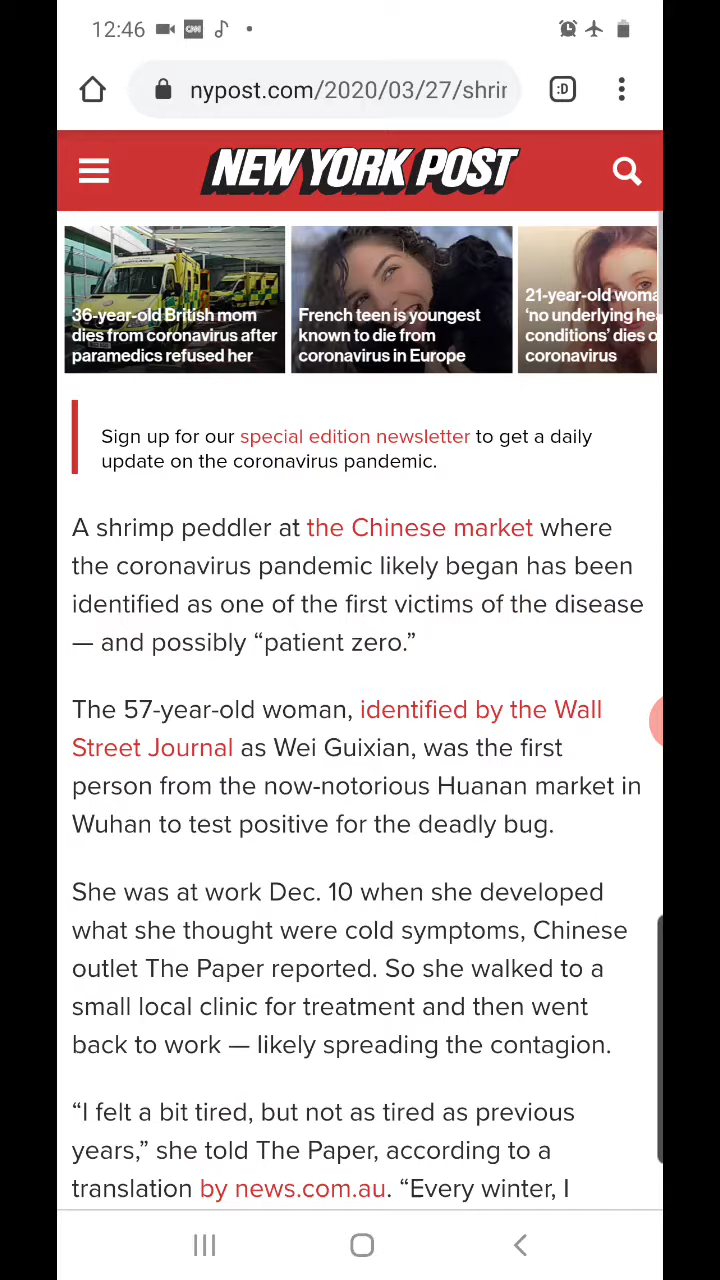 12:46
CNN
:D
nypost.com/2020/03/27/shrir
NEW YORK POST
36-year-old British mom
dies from coronavirus after
paramedics refused her
French teen is youngest
known to die from
coronavirus in Europe
21-year-old woma
‘no underlying hea
conditions’ dies o
coronavirus
Sign up for our special edition newsletter to get a daily
update on the coronavirus pandemic.
A shrimp peddler at the Chinese market where
the coronavirus pandemic likely began has been
identified as one of the first victims of the disease
— and possibly “patient zero.”
The 57-year-old woman, identified by the Wall
Street Journal as Wei Guixian, was the first
person from the now-notorious Huanan market in
Wuhan to test positive for the deadly bug.
She was at work Dec. 10 when she developed
what she thought were cold symptoms, Chinese
outlet The Paper reported. So she walked to a
small local clinic for treatment and then went
back to work — likely spreading the contagion.
“I felt a bit tired, but not as tired as previous
years,” she told The Paper, according to a
translation by news.com.au. “Every winter, I